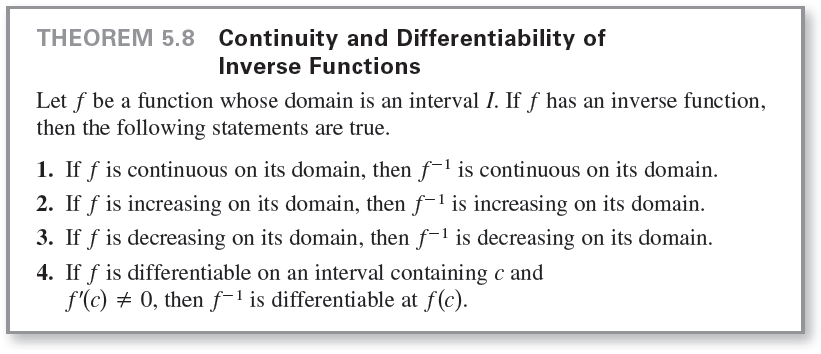 THEOREM 5.8 Continuity and Differentiability of
Inverse Functions
Let f be a function whose domain is an interval I. If f has an inverse function,
then the following statements are true.
1. If f is continuous on its domain, then f⁻¹ is continuous on its domain.
2. If f is increasing on its domain, then f⁻¹ is increasing on its domain.
3. If f is decreasing on its domain, then f⁻¹ is decreasing on its domain.
4. If f is differentiable on an interval containing c and
f′(c) ≠ 0, then f⁻¹ is differentiable at f(c).